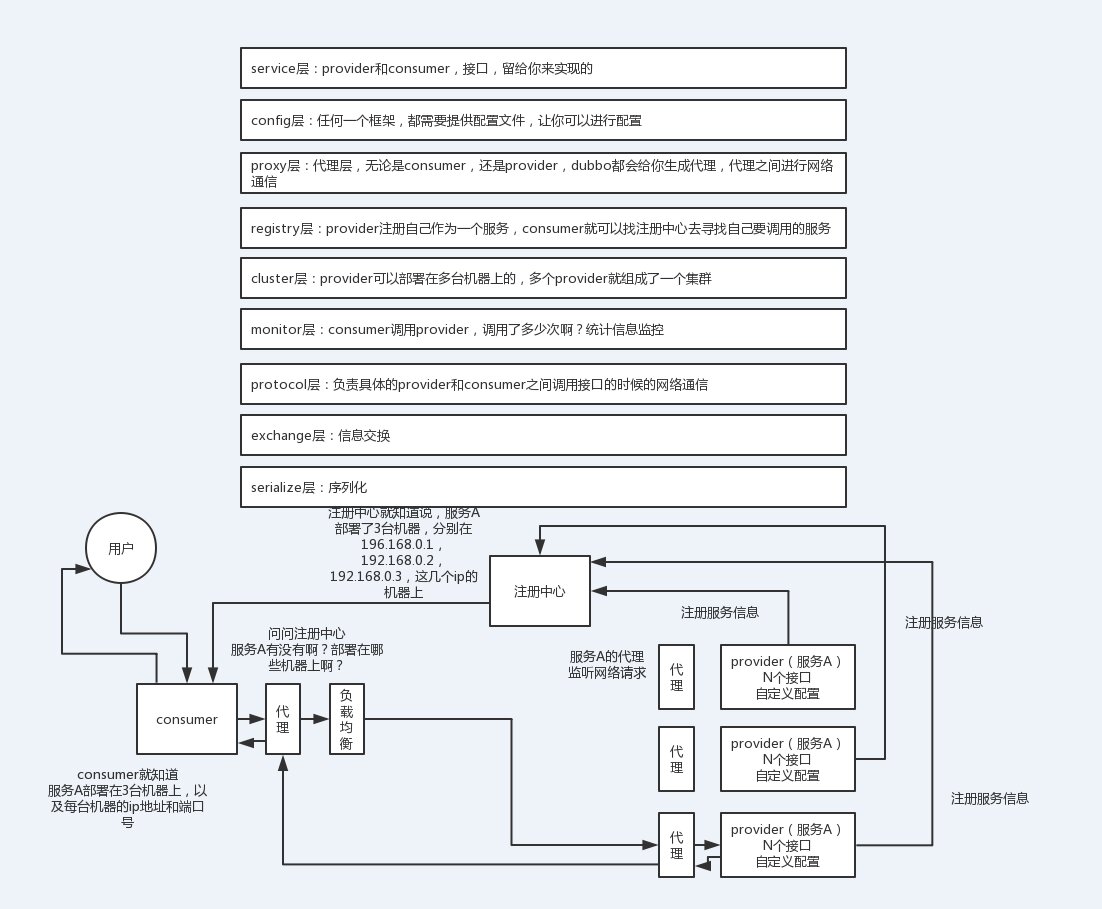 service层：provider和consumer，接口，留给你来实现的
config层：任何一个框架，都需要提供配置文件，让你可以进行配置
proxy层：代理层，无论是consumer，还是provider，dubbo都会给你生成代理，代理之间进行网络
通信
registry层：provider注册自己作为一个服务，consumer就可以找注册中心去寻找自己要调用的服务
cluster层：provider可以部署在多台机器上的，多个provider就组成了一个集群
monitor层：consumer调用provider，调用了多少次啊？统计信息监控
protocol层：负责具体的provider和consumer之间调用接口的时候的网络通信
exchange层：信息交换
serialize层：序列化
注册中心就知道说，服务A
部署了3台机器，分别在
196.168.0.1，
192.168.0.2，
192.168.0.3，这几个ip的
机器上
用户
注册中心
注册服务信息
注册服务信息
问问注册中心
服务A有没有啊？部署在哪
些机器上啊？
服务A的代理
监听网络请求
代
理
provider（服务A）
N个接口
自定义配置
consumer
代
理
负
载
均
衡
代
理
provider（服务A）
N个接口
自定义配置
consumer就知道
服务A部署在3台机器上，以
及每台机器的ip地址和端口
号
注册服务信息
代
理
provider（服务A）
N个接口
自定义配置